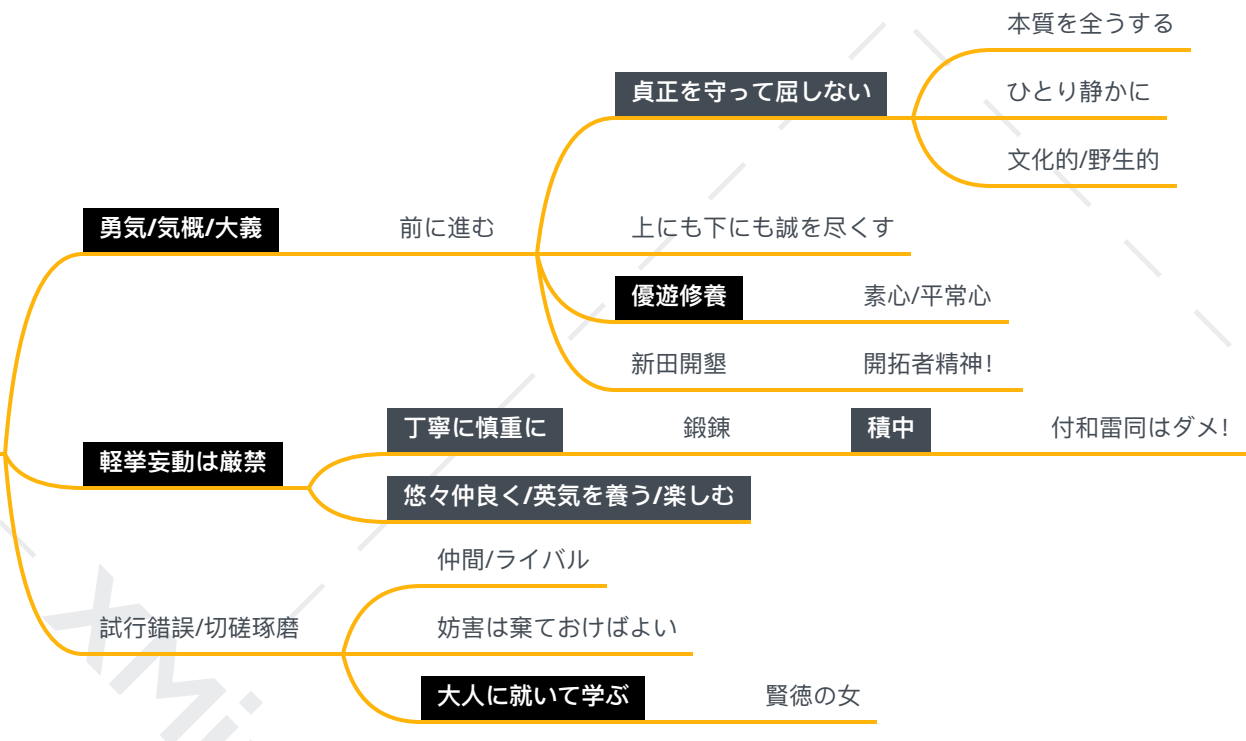 本質を全うする
貞正を守って屈しない
ひとり静かに
文化的/野生的
勇気/気概/大義
前に進む
上にも下にも誠を尽くす
優遊修養
素心/平常心
新田開墾
開拓者精神!
丁寧に慎重に
鍛錬
積中
付和雷同はダメ!
軽挙妄動は厳禁
悠々仲良く/英気を養う/楽しむ
仲間/ライバル
試行錯誤/切磋琢磨
妨害は棄ておけばよい
大人に就いて学ぶ
賢徳の女
XMi